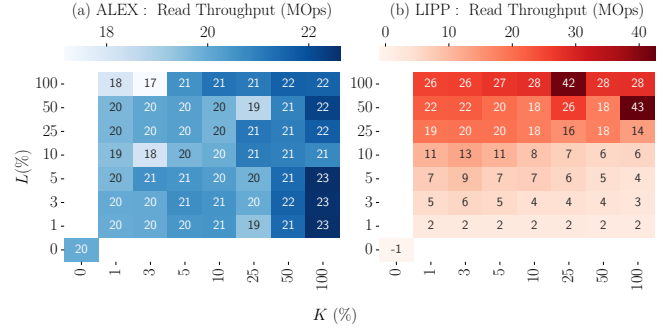 (a) ALEX : Read Throughput (MOps)
18 20 22
100 18 17 21 21 21 22 22
50 20 20 20 21 19 21 22
25 20 20 20 20 21 21 22
10 19 18 20 20 21 21 21
5 20 21 21 20 20 21 23
3 20 20 21 21 20 22 23
1 20 20 20 21 19 21 23
0 20
0 1 3 5 10 25 50 100
L(%)
(b) LIPP : Read Throughput (MOps)
0 10 20 30 40
100 26 26 27 28 42 28 28
50 22 22 20 18 26 18 43
25 19 20 20 18 16 18 14
10 11 13 11 8 7 6 6
5 7 9 7 7 6 5 4
3 5 6 5 4 4 4 3
1 2 2 2 2 2 2 2
0 -1
0 1 3 5 10 25 50 100
K (%)